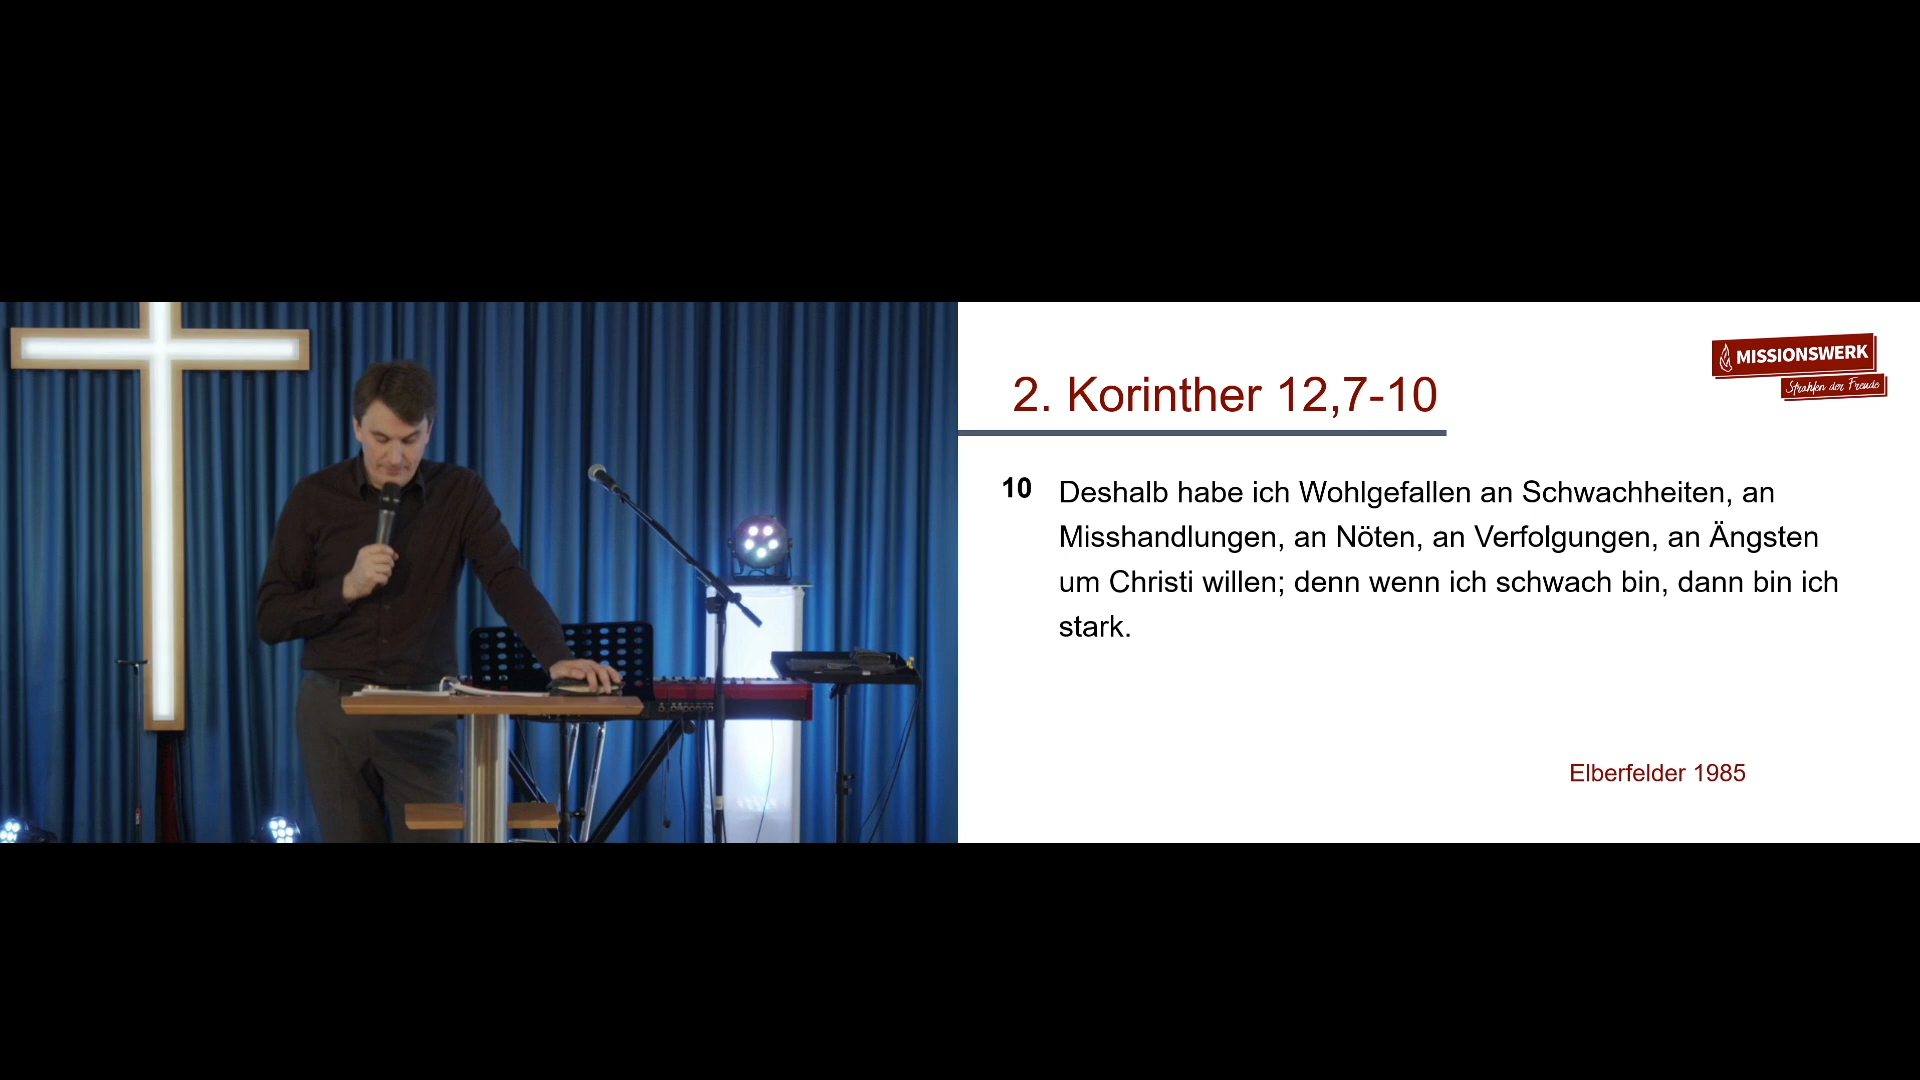 MISSIONSWERK
Strahlen der Freude
2. Korinther 12,7-10
10 Deshalb habe ich Wohlgefallen an Schwachheiten, an
Misshandlungen, an Nöten, an Verfolgungen, an Ängsten
um Christi willen; denn wenn ich schwach bin, dann bin ich
stark.
Elberfelder 1985